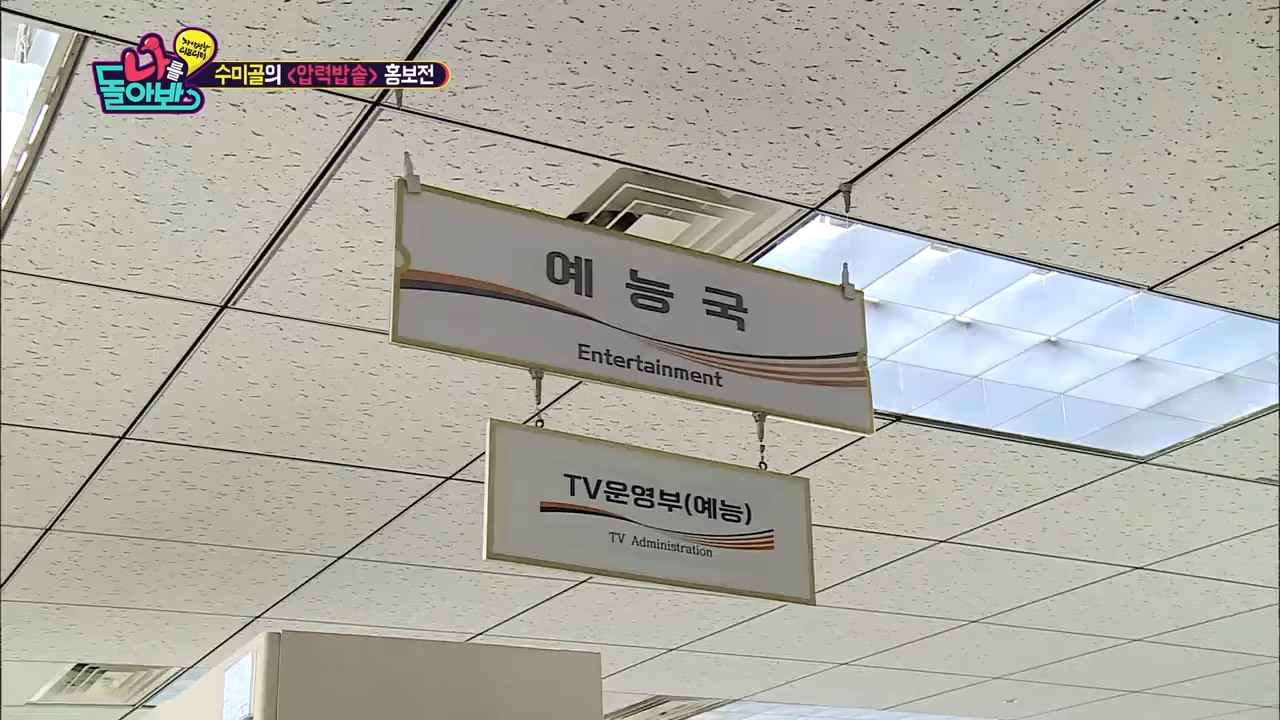 나를
돌아봐
수미골의 <압력밥솥> 홍보전
예능국
Entertainment
TV운영부(예능)
TV Administration